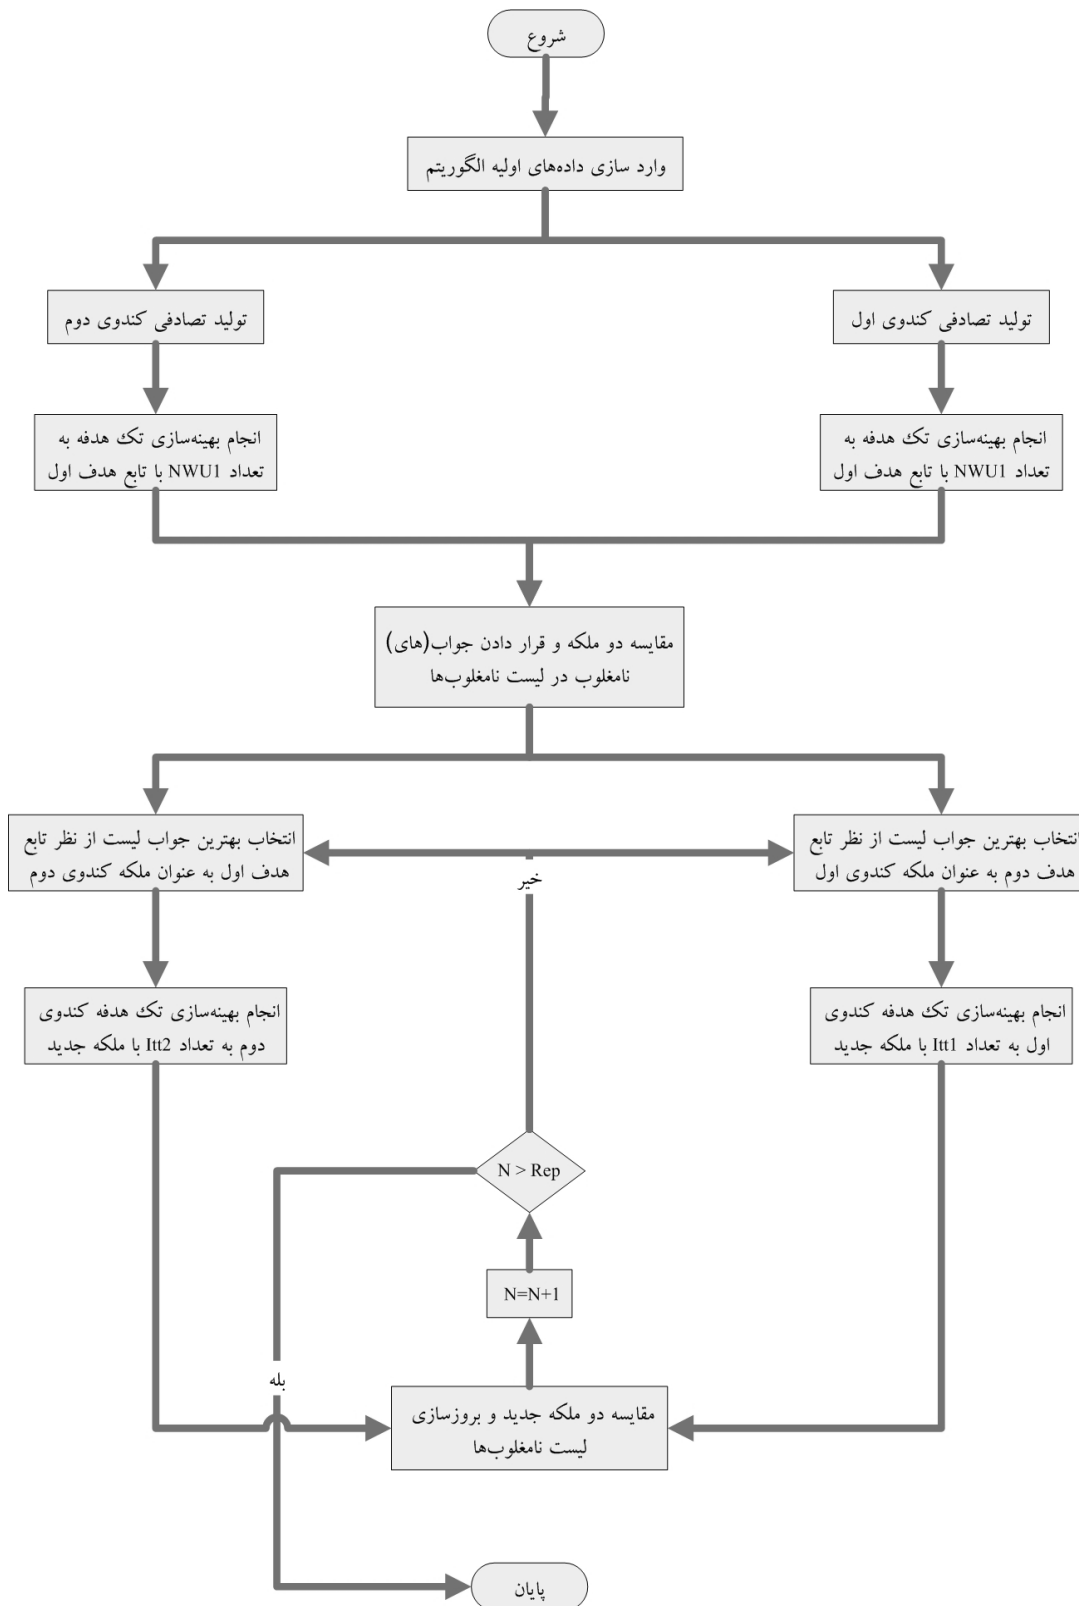 شروع
وارد سازی داده‌های اولیه الگوریتم
تولید تصادفی کندوی اول
تولید تصادفی کندوی دوم
انجام بهینه‌سازی تک هدفه به
تعداد NWU1 با تابع هدف اول
انجام بهینه‌سازی تک هدفه به
تعداد NWU1 با تابع هدف اول
مقایسه دو ملکه و قرار دادن جواب(های)
نامغلوب در لیست نامغلوب‌ها
انتخاب بهترین جواب لیست از نظر تابع
هدف دوم به عنوان ملکه کندوی اول
انتخاب بهترین جواب لیست از نظر تابع
هدف اول به عنوان ملکه کندوی دوم
خیر
انجام بهینه‌سازی تک هدفه کندوی
اول به تعداد Itt1 با ملکه جدید
انجام بهینه‌سازی تک هدفه کندوی
دوم به تعداد Itt2 با ملکه جدید
N > Rep
N=N+1
بله
مقایسه دو ملکه جدید و بروزسازی
لیست نامغلوب‌ها
پایان